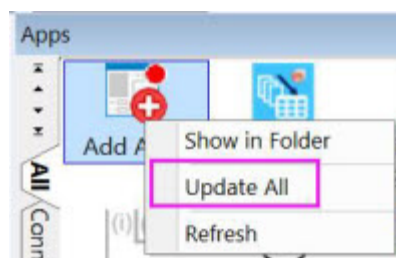 Apps
Add A
Show in Folder
Update All
Refresh
All
Conn
(i)